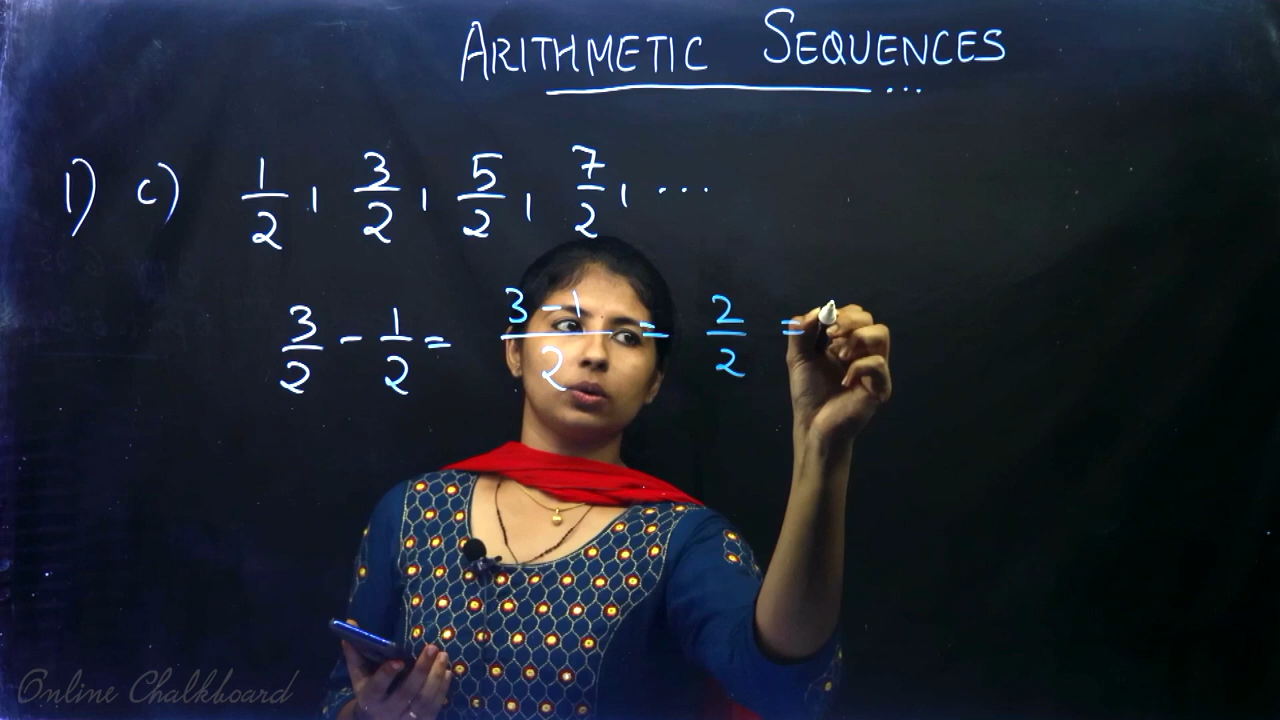 ARITHMETIC SEQUENCES ...
1) c) 1/2, 3/2, 5/2, 7/2, ...
3/2 - 1/2 = 3-1/2 = 2/2 =
Online Chalkboard